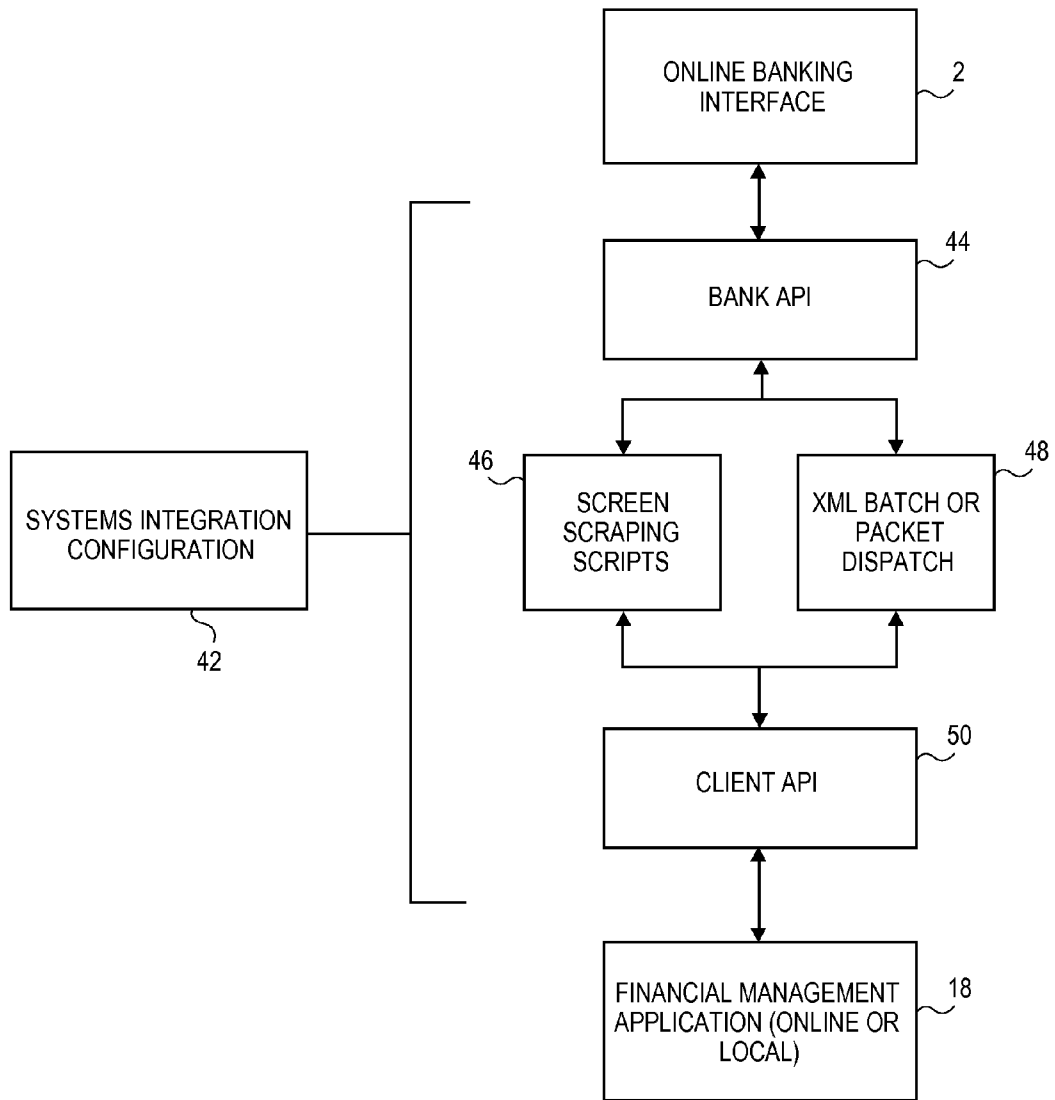 ONLINE BANKING
INTERFACE
2
BANK API
44
SYSTEMS INTEGRATION
CONFIGURATION
42
46
SCREEN
SCRAPING
SCRIPTS
XML BATCH OR
PACKET
DISPATCH
48
CLIENT API
50
FINANCIAL MANAGEMENT
APPLICATION (ONLINE OR
LOCAL)
18